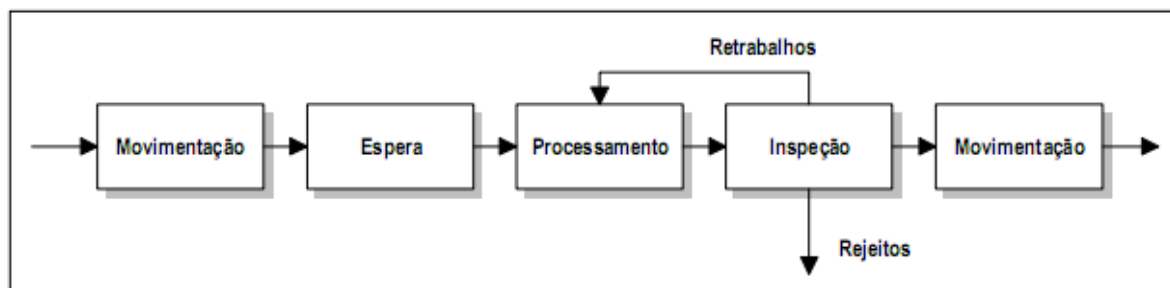 Retrabalhos
Movimentação
Espera
Processamento
Inspeção
Movimentação
Rejeitos